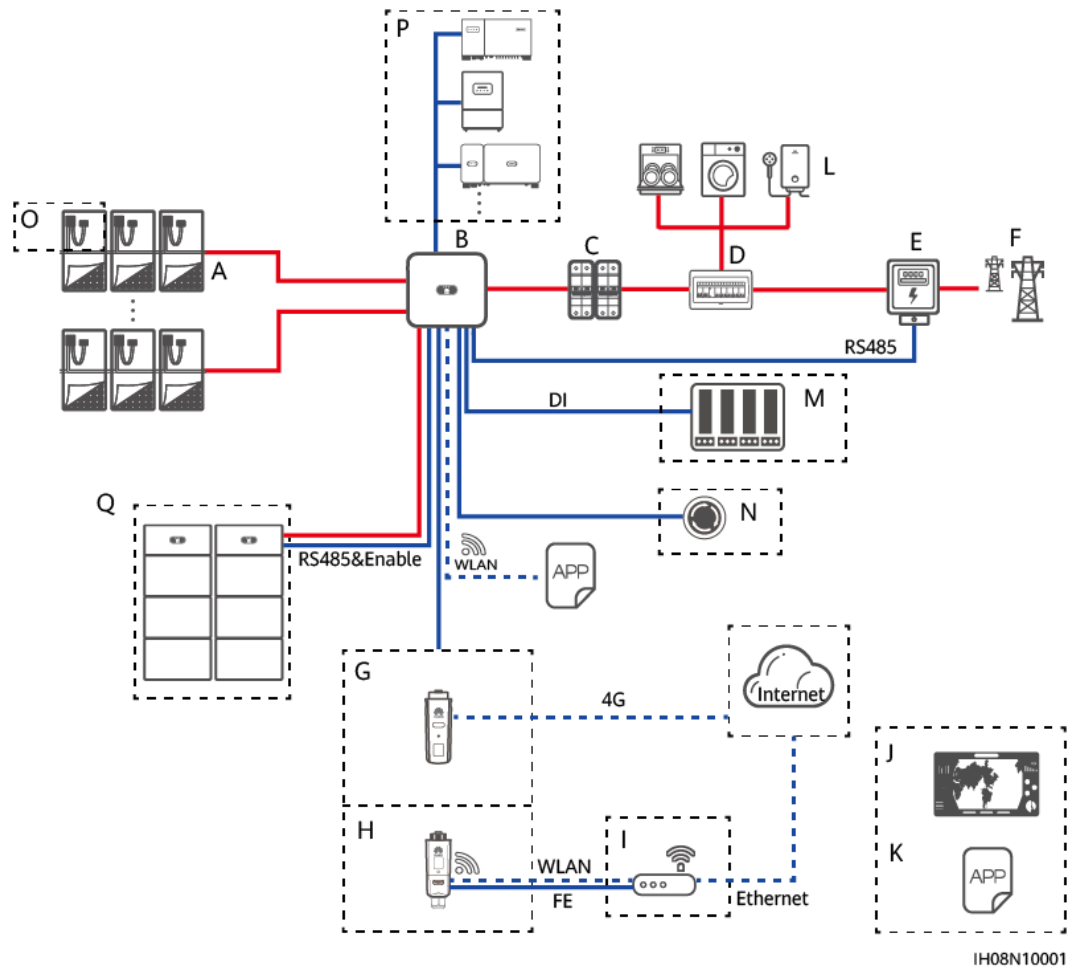 P
L
O
A
B
C
D
E
F
RS485
DI
M
Q
N
RS485&Enable
WLAN
APP
G
4G
Internet
J
H
WLAN
FE
I
Ethernet
K
APP
IH08N10001